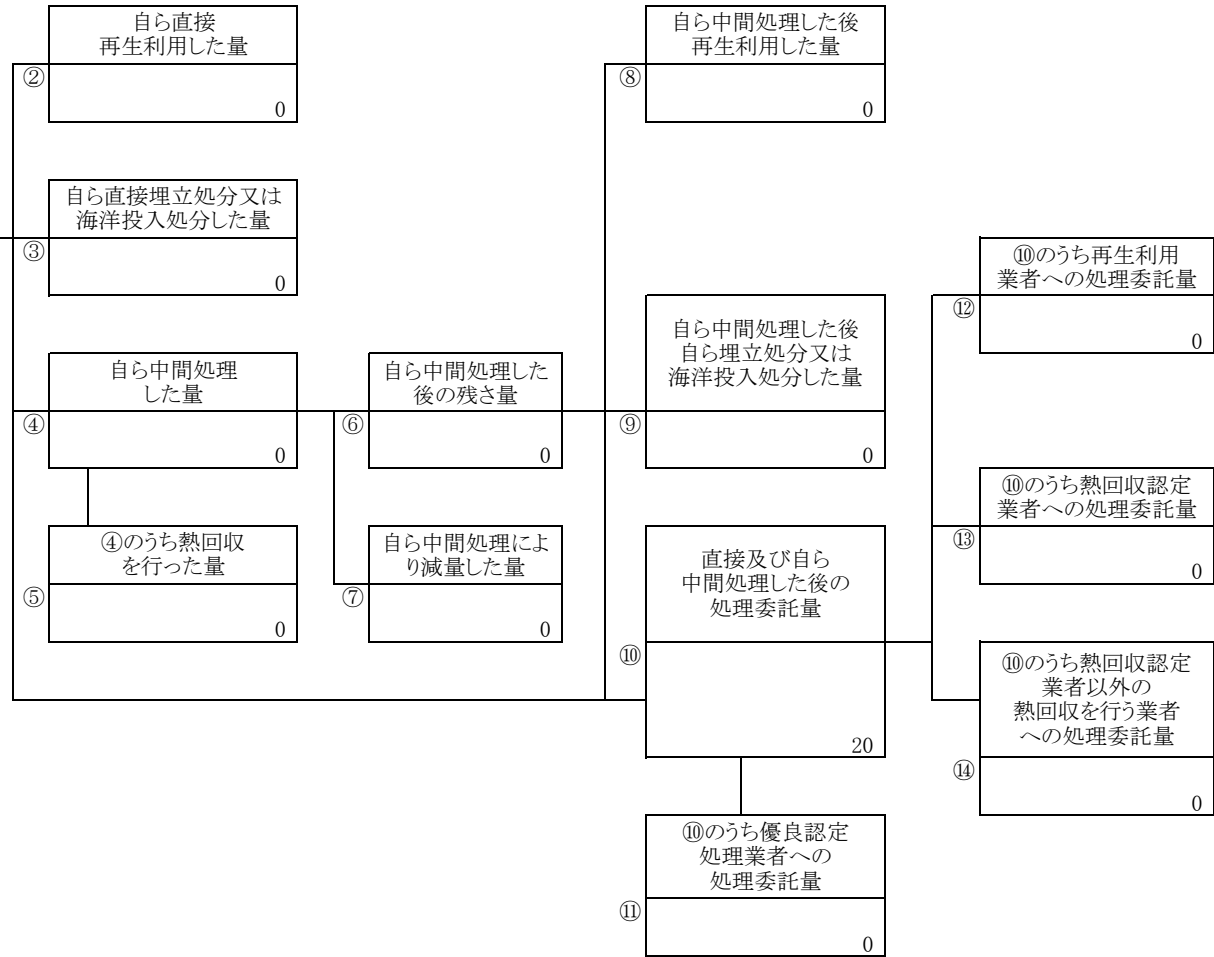 自ら直接
再生利用した量
②
0
自ら中間処理した後
再生利用した量
⑧
0
自ら直接埋立処分又は
海洋投入処分した量
③
0
⑩のうち再生利用
業者への処理委託量
⑫
0
自ら中間処理した後
自ら埋立処分又は
海洋投入処分した量
⑨
0
自ら中間処理
した量
④
0
自ら中間処理した
後の残さ量
⑥
0
⑩のうち熱回収認定
業者への処理委託量
⑬
0
④のうち熱回収
を行った量
⑤
0
自ら中間処理によ
り減量した量
⑦
0
直接及び自ら
中間処理した後の
処理委託量
⑩
20
⑩のうち熱回収認定
業者以外の
熱回収を行う業者
への処理委託量
⑭
0
⑩のうち優良認定
処理業者への
処理委託量
⑪
0